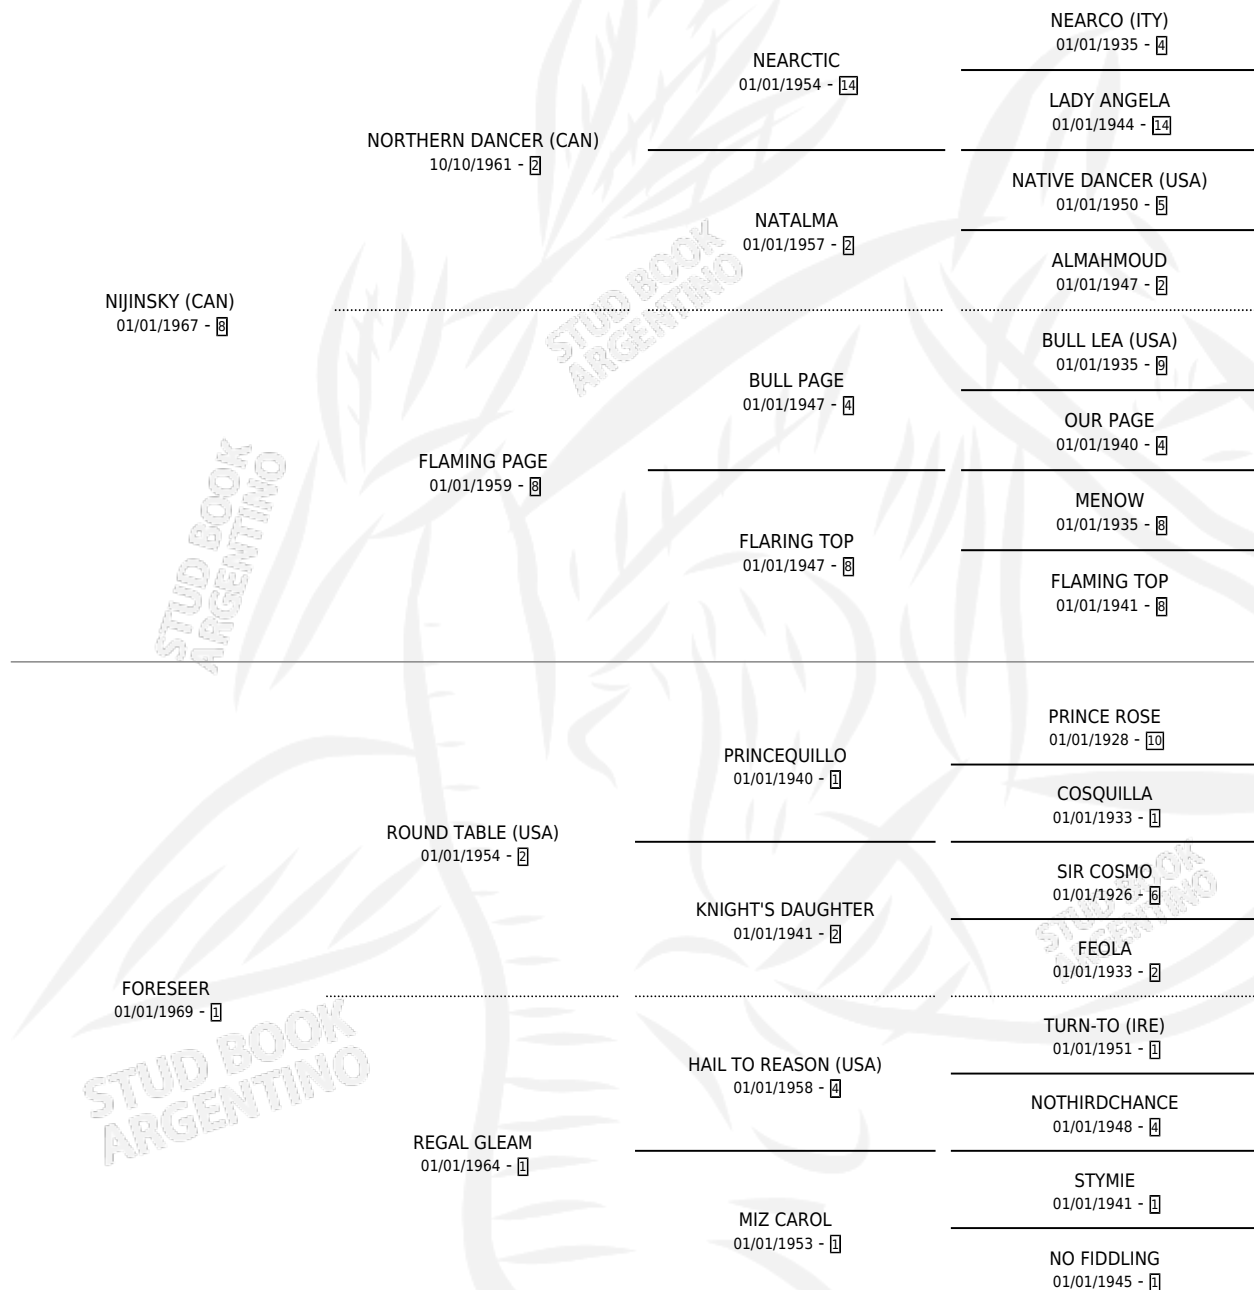 NIJINSKY (CAN)
01/01/1967 - 8
NORTHERN DANCER (CAN)
10/10/1961 - 2
FLAMING PAGE
01/01/1959 - 8
NEARCTIC
01/01/1954 - 14
NATALMA
01/01/1957 - 2
BULL PAGE
01/01/1947 - 4
FLARING TOP
01/01/1947 - 8
NEARCO (ITY)
01/01/1935 - 4
LADY ANGELA
01/01/1944 - 14
NATIVE DANCER (USA)
01/01/1950 - 5
ALMAHMOUD
01/01/1947 - 2
BULL LEA (USA)
01/01/1935 - 9
OUR PAGE
01/01/1940 - 4
MENOW
01/01/1935 - 8
FLAMING TOP
01/01/1941 - 8
FORESEER
01/01/1969 - 1
ROUND TABLE (USA)
01/01/1954 - 2
REGAL GLEAM
01/01/1964 - 1
PRINCEQUILLO
01/01/1940 - 1
KNIGHT'S DAUGHTER
01/01/1941 - 2
HAIL TO REASON (USA)
01/01/1958 - 4
MIZ CAROL
01/01/1953 - 1
PRINCE ROSE
01/01/1928 - 10
COSQUILLA
01/01/1933 - 1
SIR COSMO
01/01/1926 - 6
FEOLA
01/01/1933 - 2
TURN-TO (IRE)
01/01/1951 - 1
NOTHIRDCHANCE
01/01/1948 - 4
STYMIE
01/01/1941 - 1
NO FIDDLING
01/01/1945 - 1
STUD BOOK
ARGENTINO
STUD BOOK
ARGENTINO
STUD BOOK
ARGENTINO
STUD BOOK
ARGENTINO